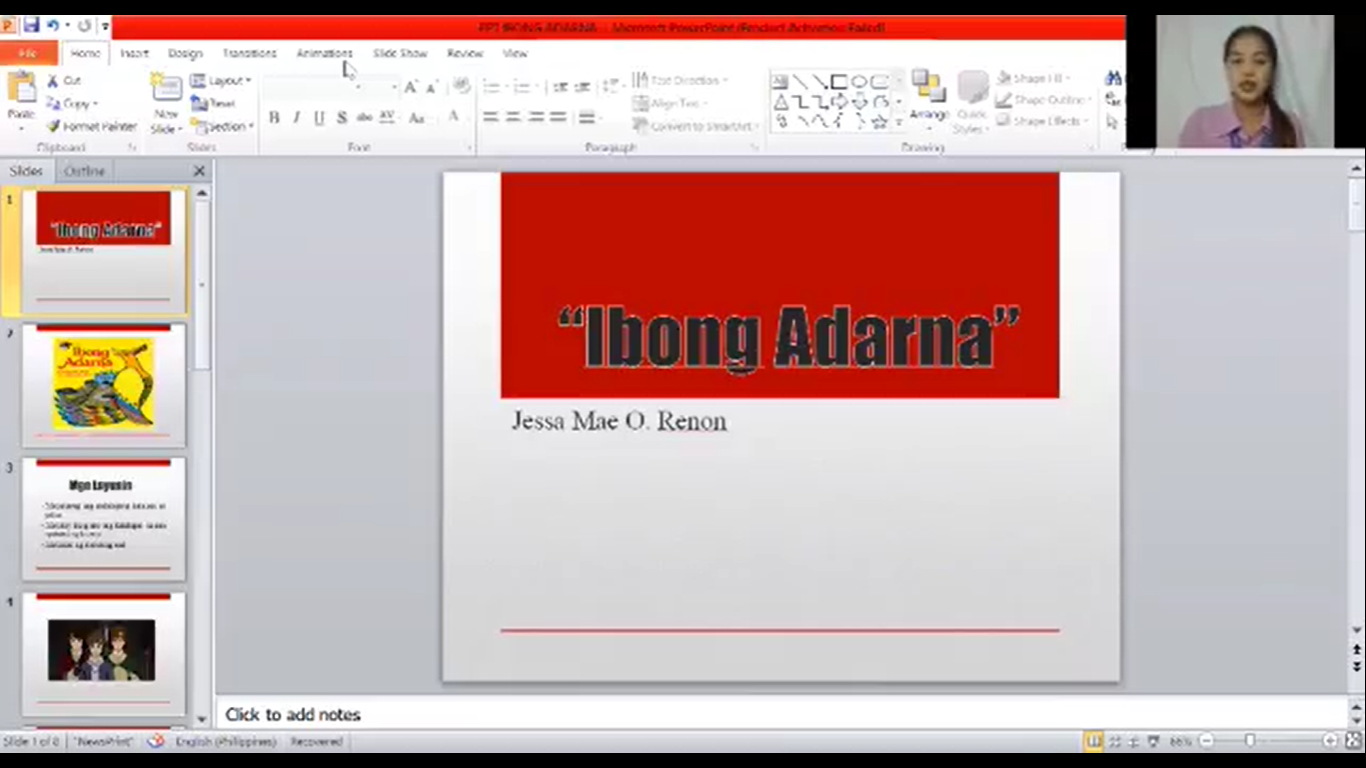 PPT IBONG ADARNA - Microsoft PowerPoint (Product Activation Failed)
File Home Insert Design Transitions Animations Slide Show Review View
Cut
Copy
Format Painter
Paste
Clipboard
New
Slide
Layout
Reset
Section
Slides
B I U S abc AV Aa A
Font
Text Direction
Align Text
Convert to SmartArt
Paragraph
Arrange
Quick
Styles
Shape Fill
Shape Outline
Shape Effects
Drawing
Slides Outline
1
"Ibong Adarna"
2
Ibong
Adarna
3
Mga Layunin
4
“Ibong Adarna”
Jessa Mae O. Renon
Click to add notes
Slide 1 of 8 "NewsPrint" English (Philippines) Recovered
66%